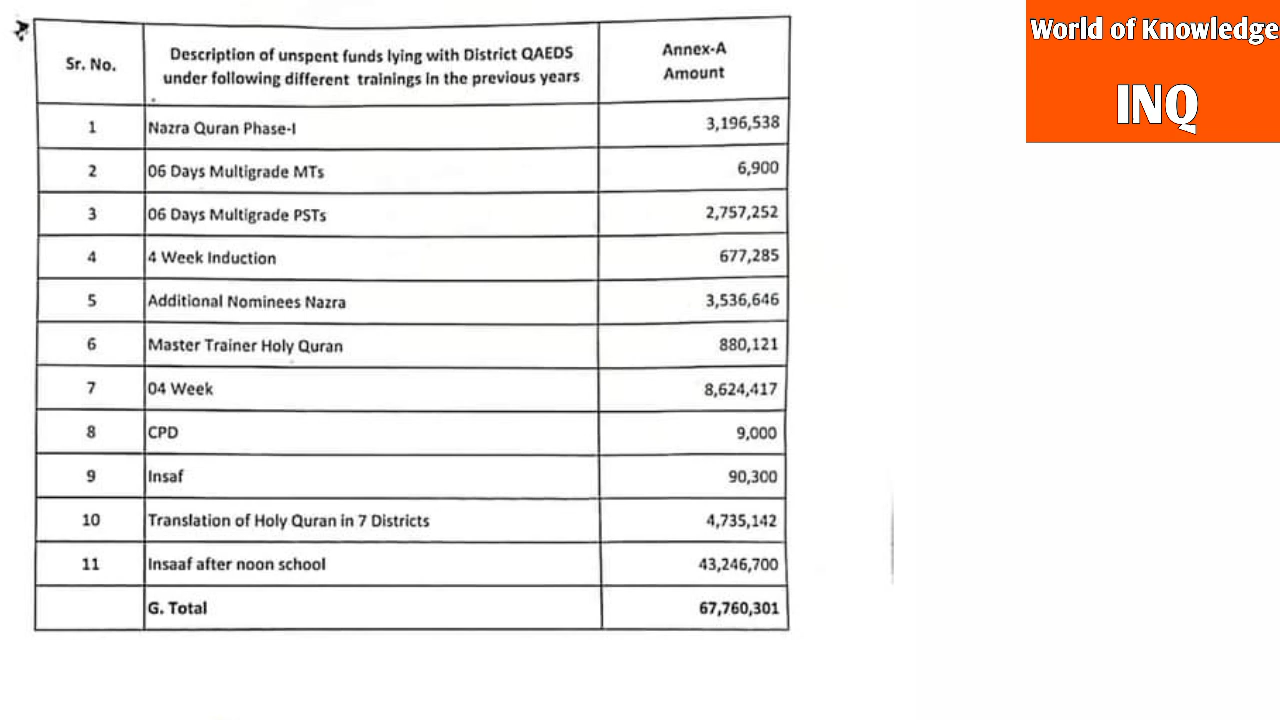 World of Knowledge
INQ
Sr. No. Description of unspent funds lying with District QAEDS under following different trainings in the previous years Annex-A Amount
1 Nazra Quran Phase-I 3,196,538
2 06 Days Multigrade MTs 6,900
3 06 Days Multigrade PSTs 2,757,252
4 4 Week Induction 677,285
5 Additional Nominees Nazra 3,536,646
6 Master Trainer Holy Quran 880,121
7 04 Week 8,624,417
8 CPD 9,000
9 Insaf 90,300
10 Translation of Holy Quran in 7 Districts 4,735,142
11 Insaaf after noon school 43,246,700
G. Total 67,760,301